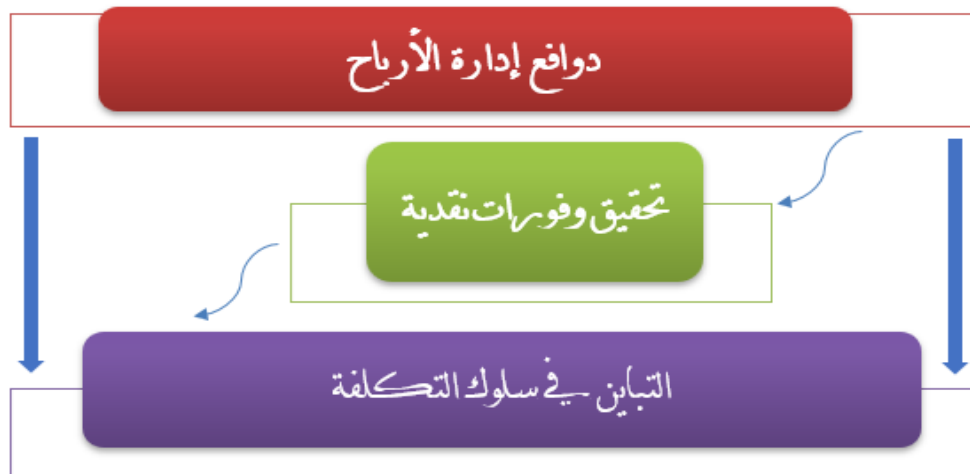 دوافع إدارة الأرباح
تحقيق وفورات نقدية
التباين في سلوك التكلفة